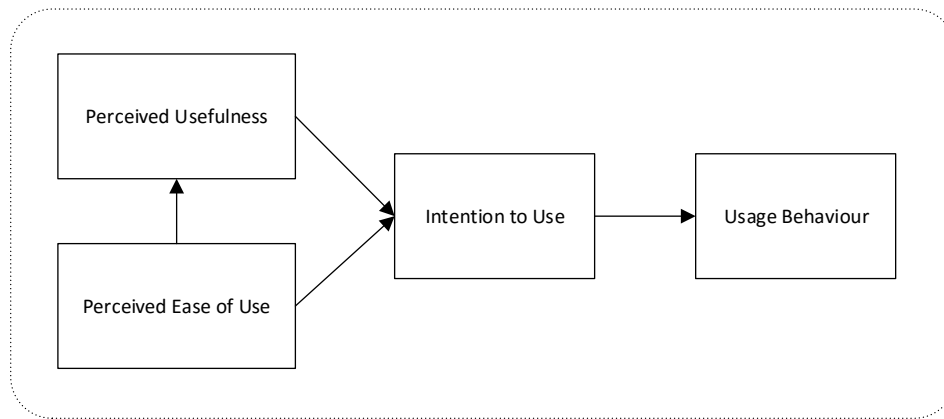 Perceived Usefulness
Perceived Ease of Use
Intention to Use
Usage Behaviour